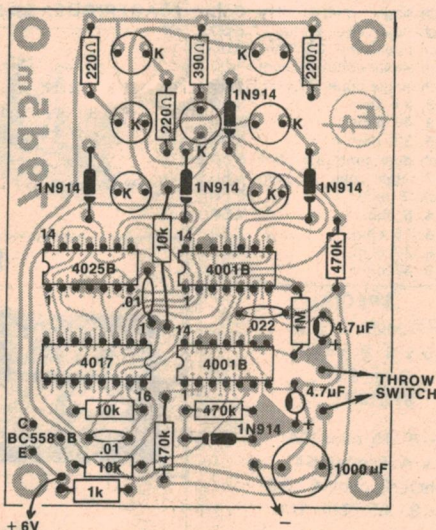 220Ω K 390Ω K 220Ω
220Ω 1N914
K K K
1N914 K 1N914 K 1N914
m5d9L
EA
14 10k 14 470k
4025B 4001B
1 .01 1
.022 1M 4.7µF
+
1 14
4017 4001B
16 1 4.7µF
+
THROW
SWITCH
10k 470k
C
BC558 B .01 470k 1N914
E 10k
1k 1000µF
+ 6V −